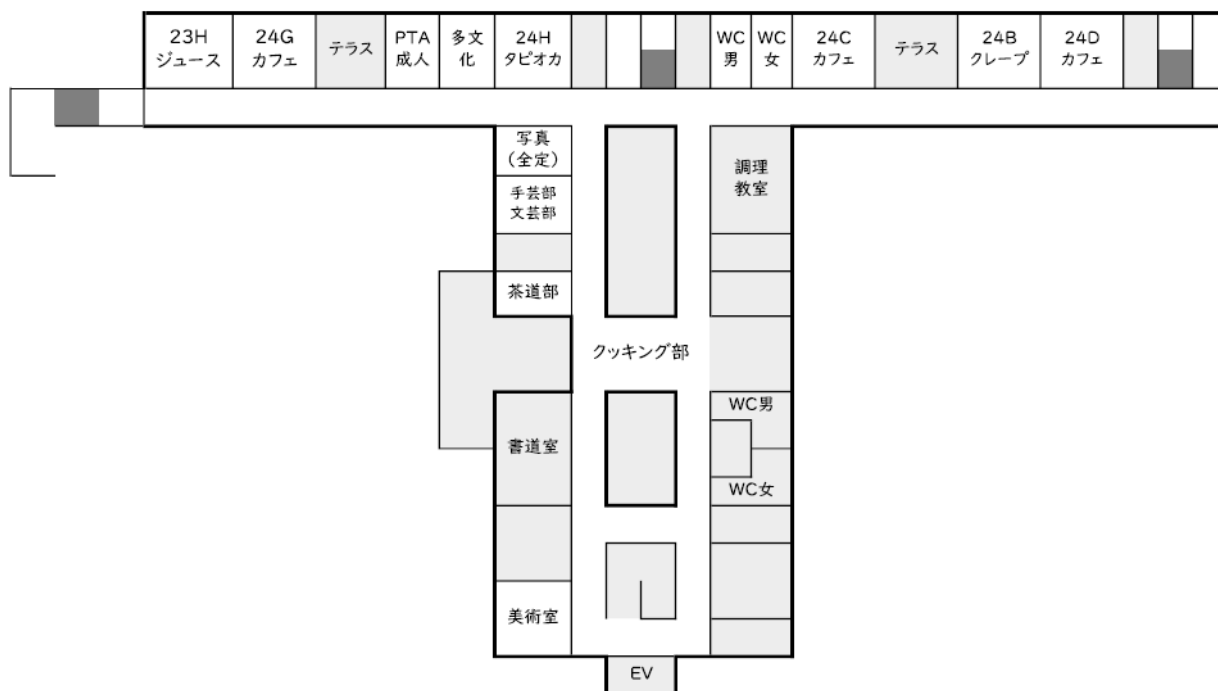 23H
ジュース
24G
カフェ
テラス
PTA
成人
多文
化
24H
タピオカ
WC
男
WC
女
24C
カフェ
テラス
24B
クレープ
24D
カフェ
写真
(全定)
調理
教室
手芸部
文芸部
茶道部
クッキング部
WC男
書道室
WC女
美術室
EV